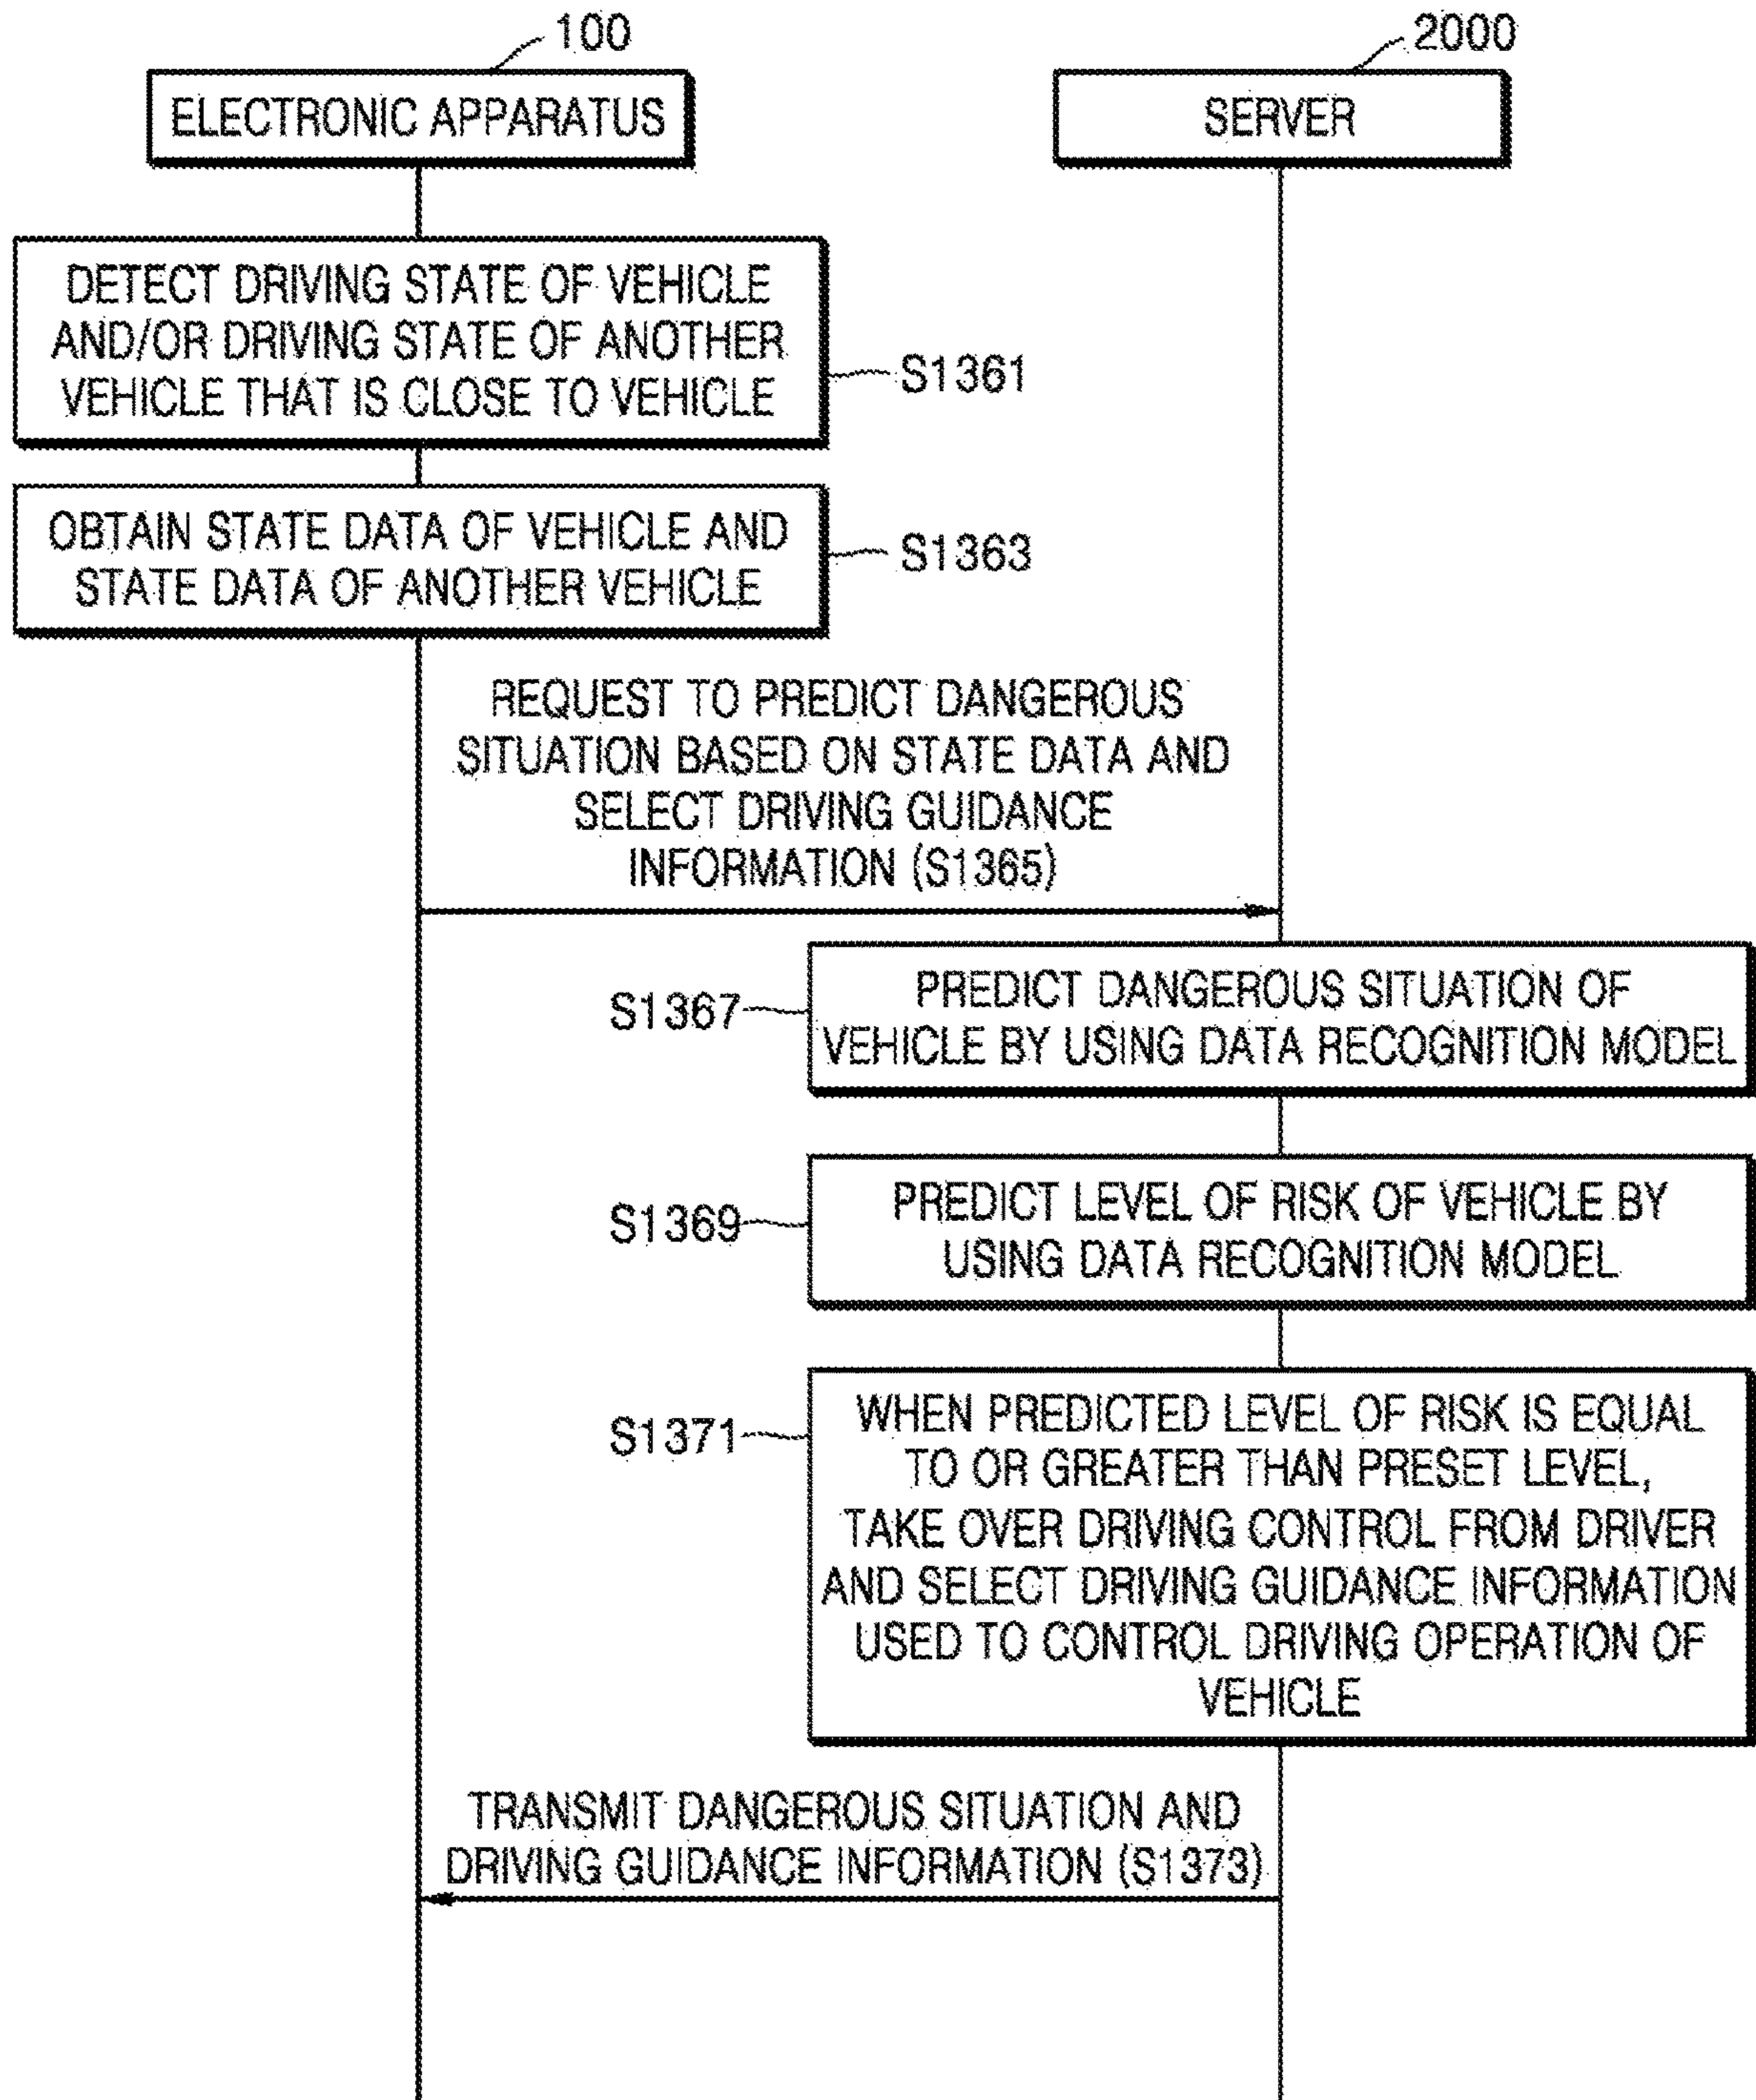 100
2000
ELECTRONIC APPARATUS
SERVER
DETECT DRIVING STATE OF VEHICLE
AND/OR DRIVING STATE OF ANOTHER
VEHICLE THAT IS CLOSE TO VEHICLE
S1361
OBTAIN STATE DATA OF VEHICLE AND
STATE DATA OF ANOTHER VEHICLE
S1363
REQUEST TO PREDICT DANGEROUS
SITUATION BASED ON STATE DATA AND
SELECT DRIVING GUIDANCE
INFORMATION (S1365)
S1367
PREDICT DANGEROUS SITUATION OF
VEHICLE BY USING DATA RECOGNITION MODEL
S1369
PREDICT LEVEL OF RISK OF VEHICLE BY
USING DATA RECOGNITION MODEL
S1371
WHEN PREDICTED LEVEL OF RISK IS EQUAL
TO OR GREATER THAN PRESET LEVEL,
TAKE OVER DRIVING CONTROL FROM DRIVER
AND SELECT DRIVING GUIDANCE INFORMATION
USED TO CONTROL DRIVING OPERATION OF
VEHICLE
TRANSMIT DANGEROUS SITUATION AND
DRIVING GUIDANCE INFORMATION (S1373)